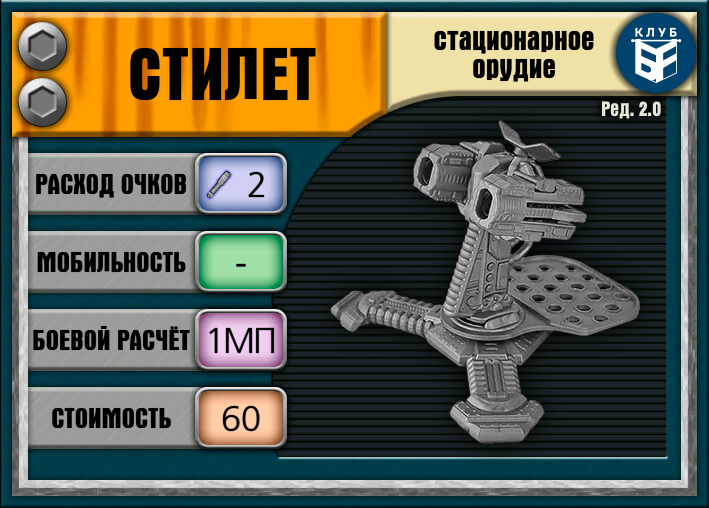 СТИЛЕТ
стационарное
орудие
КЛУБ
Ред. 2.0
РАСХОД ОЧКОВ 2
МОБИЛЬНОСТЬ -
БОЕВОЙ РАСЧЁТ 1МП
СТОИМОСТЬ 60